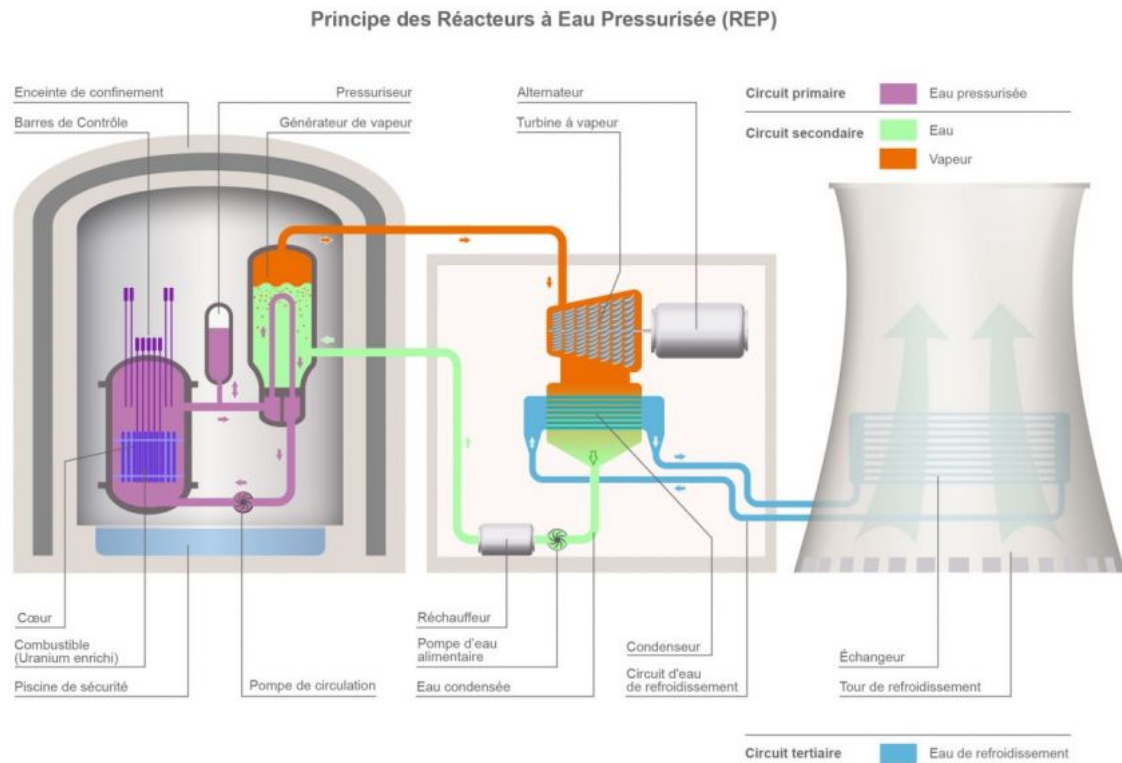 Principe des Réacteurs à Eau Pressurisée (REP)
Enceinte de confinement
Pressuriseur
Alternateur
Circuit primaire
Eau pressurisée
Barres de Contrôle
Générateur de vapeur
Turbine à vapeur
Circuit secondaire
Eau
Vapeur
Cœur
Combustible
(Uranium enrichi)
Piscine de sécurité
Pompe de circulation
Réchauffeur
Pompe d'eau
alimentaire
Eau condensée
Condenseur
Circuit d'eau
de refroidissement
Échangeur
Tour de refroidissement
Circuit tertiaire
Eau de refroidissement